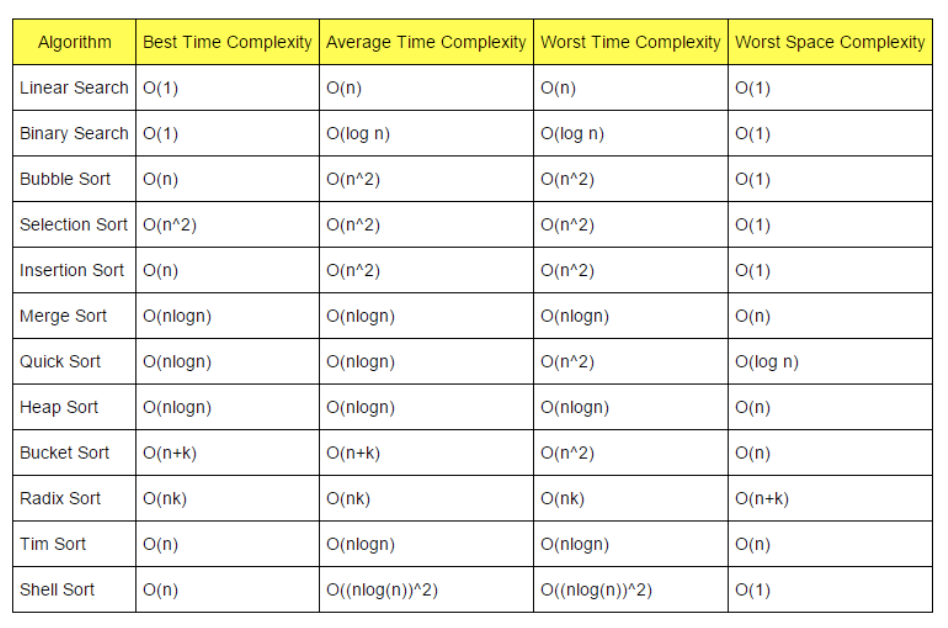 Algorithm Best Time Complexity Average Time Complexity Worst Time Complexity Worst Space Complexity
Linear Search O(1) O(n) O(n) O(1)
Binary Search O(1) O(log n) O(log n) O(1)
Bubble Sort O(n) O(n^2) O(n^2) O(1)
Selection Sort O(n^2) O(n^2) O(n^2) O(1)
Insertion Sort O(n) O(n^2) O(n^2) O(1)
Merge Sort O(nlogn) O(nlogn) O(nlogn) O(n)
Quick Sort O(nlogn) O(nlogn) O(n^2) O(log n)
Heap Sort O(nlogn) O(nlogn) O(nlogn) O(n)
Bucket Sort O(n+k) O(n+k) O(n^2) O(n)
Radix Sort O(nk) O(nk) O(nk) O(n+k)
Tim Sort O(n) O(nlogn) O(nlogn) O(n)
Shell Sort O(n) O((nlog(n))^2) O((nlog(n))^2) O(1)